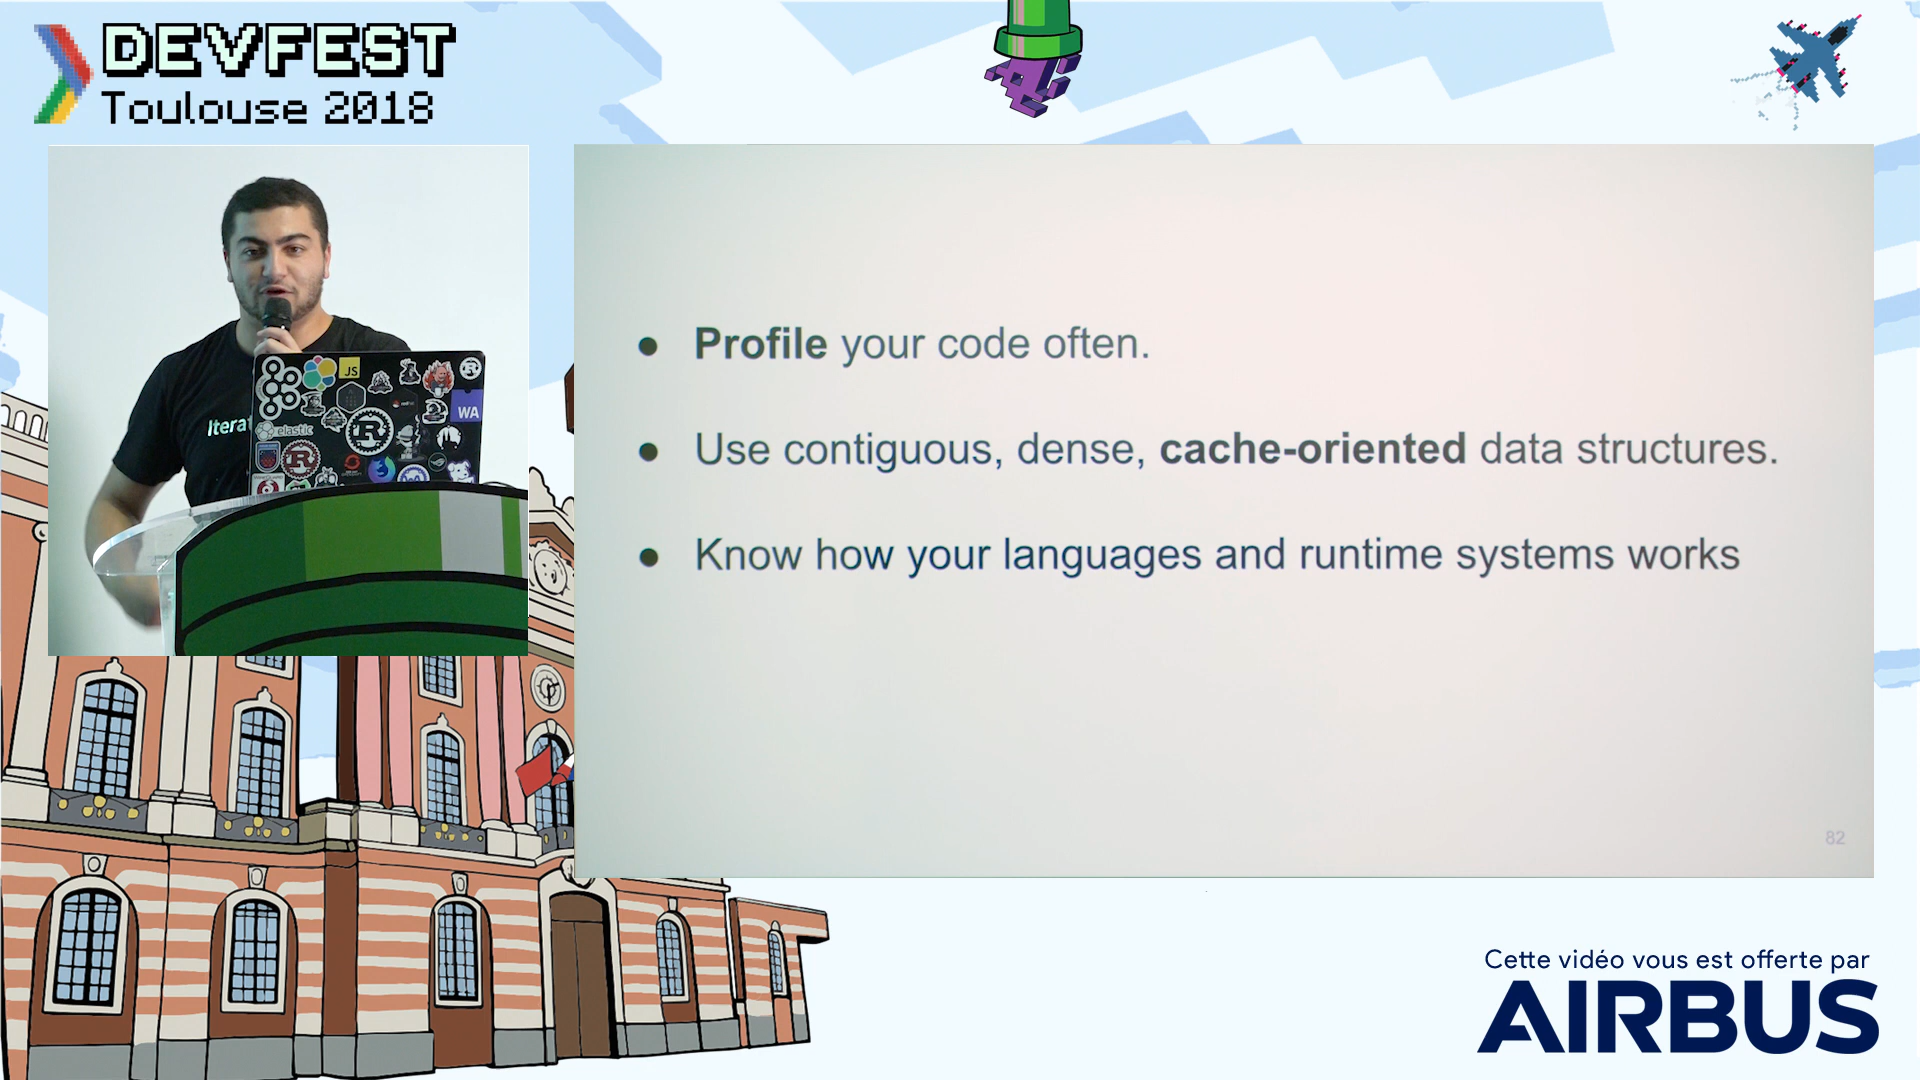 DEVFEST
Toulouse 2018
JS
WA
Iterat
elastic
R
R
R
● Profile your code often.
● Use contiguous, dense, cache-oriented data structures.
● Know how your languages and runtime systems works
82
Cette vidéo vous est offerte par
AIRBUS